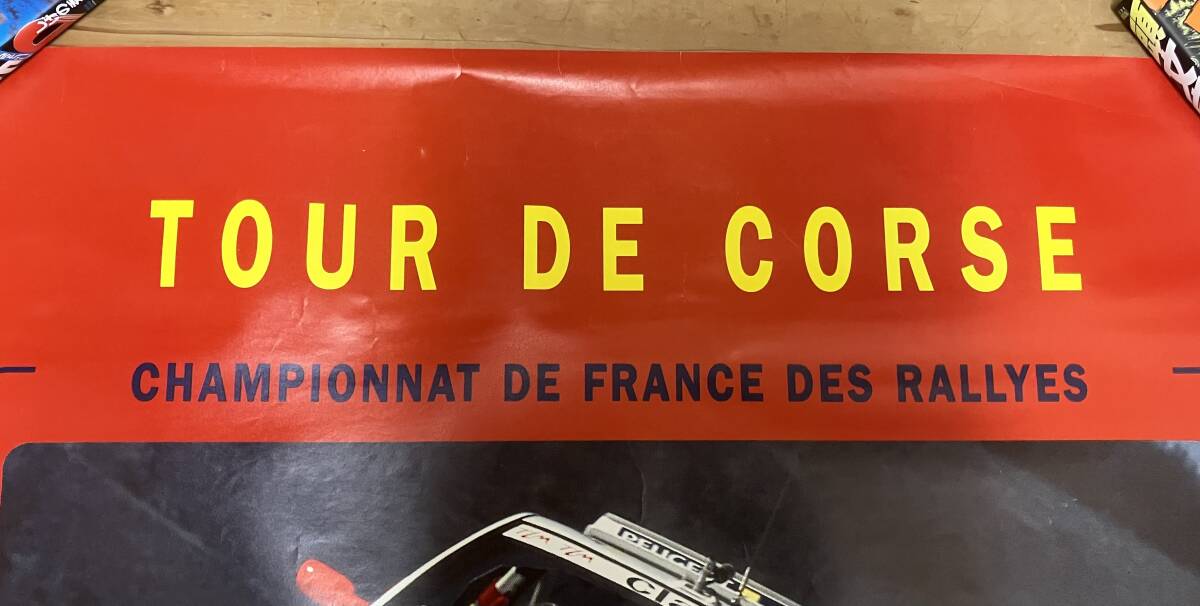 TOUR DE CORSE
CHAMPIONNAT DE FRANCE DES RALLYES